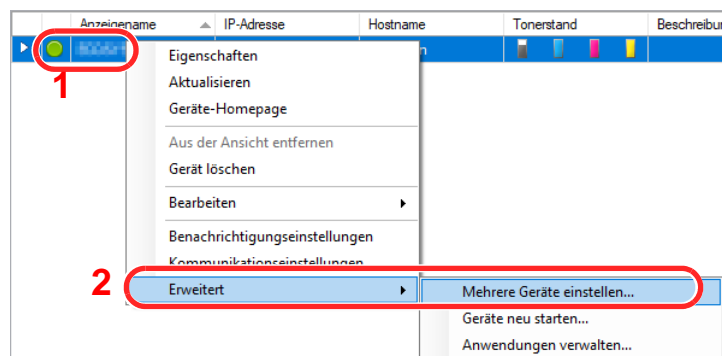 Anzeigename IP-Adresse Hostname Tonerstand
1
Eigenschaften
Aktualisieren
Geräte-Homepage
Aus der Ansicht entfernen
Gerät löschen
Bearbeiten
Benachrichtigungseinstellungen
Kommunikationseinstellungen
2 Erweitert Mehrere Geräte einstellen...
Geräte neu starten...
Anwendungen verwalten...